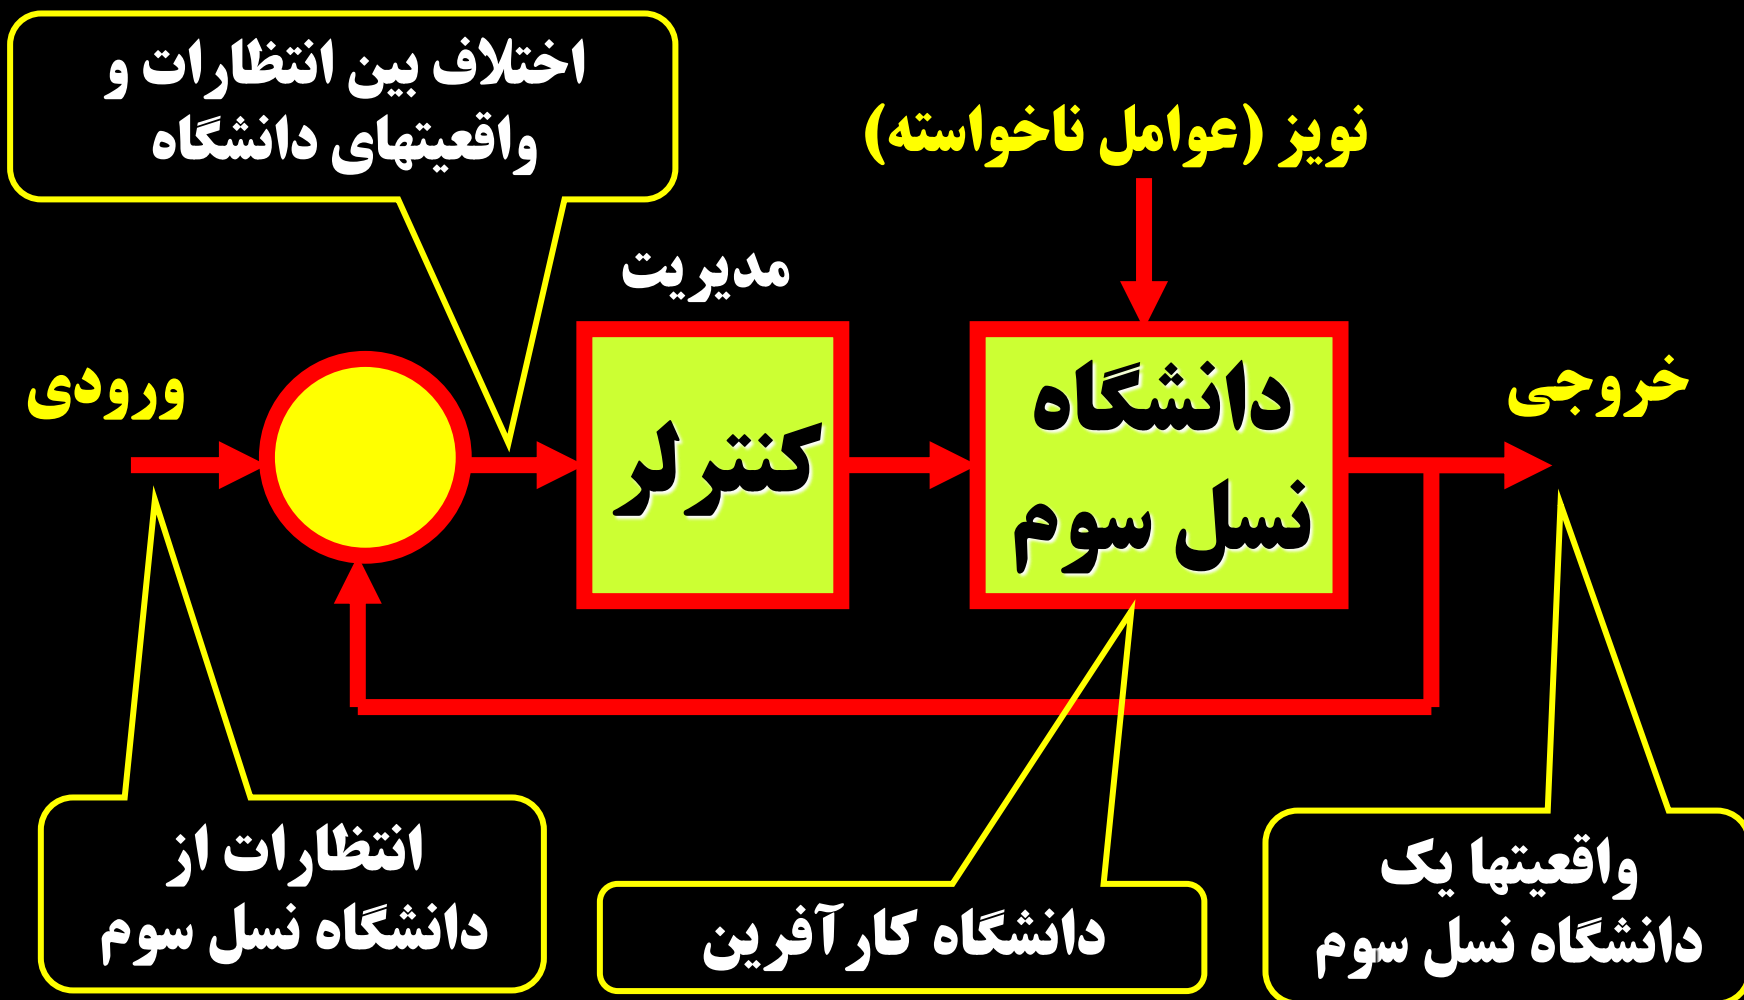 اختلاف بین انتظارات و
واقعیتهای دانشگاه
نویز (عوامل ناخواسته)
مدیریت
ورودی
کنترلر
دانشگاه
نسل سوم
خروجی
انتظارات از
دانشگاه نسل سوم
دانشگاه کارآفرین
واقعیتها یک
دانشگاه نسل سوم